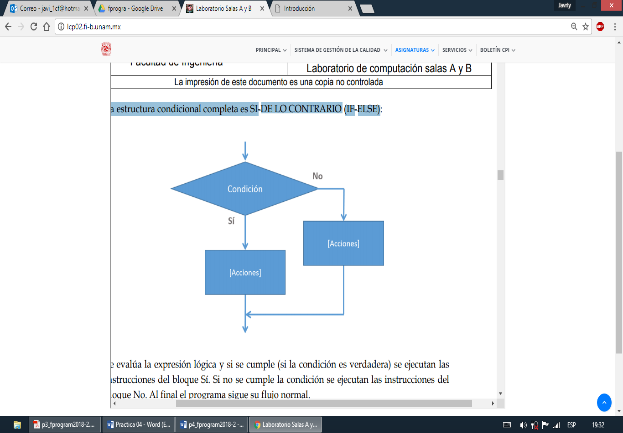 Correo - javi_1cf@hotm
fprogra - Google Drive
Laboratorio Salas A y B
Introducción
Javily
lcp02.fi-b.unam.mx
PRINCIPAL
SISTEMA DE GESTIÓN DE LA CALIDAD
ASIGNATURAS
SERVICIOS
BOLETÍN CPI
Facultad de Ingeniería
Laboratorio de computación salas A y B
La impresión de este documento es una copia no controlada
a estructura condicional completa es SI-DE LO CONTRARIO (IF-ELSE):
Condición
No
Sí
[Acciones]
[Acciones]
e evalúa la expresión lógica y si se cumple (si la condición es verdadera) se ejecutan las
nstrucciones del bloque Sí. Si no se cumple la condición se ejecutan las instrucciones del
loque No. Al final el programa sigue su flujo normal.
p3_fprogram2018-2....
Practica 04 - Word (E...
p4_fprogram2018-2 -...
Laboratorio Salas A y...
ESP
19:32